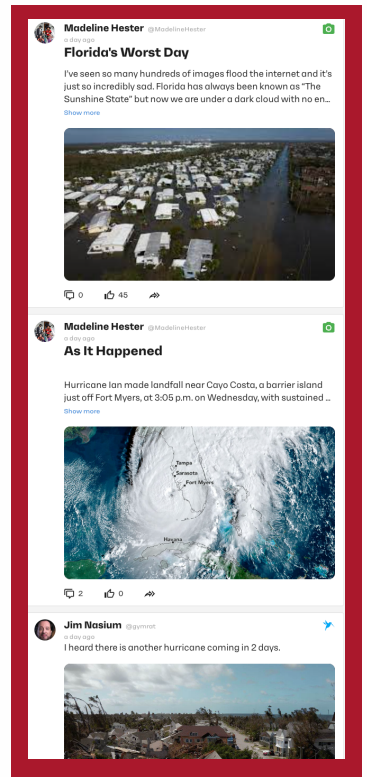 Madeline Hester @MadelineHester
a day ago
Florida's Worst Day
I've seen so many hundreds of images flood the internet and it's
just so incredibly sad. Florida has always been known as “The
Sunshine State” but now we are under a dark cloud with no en...
Show more
0 45
Madeline Hester @MadelineHester
a day ago
As It Happened
Hurricane Ian made landfall near Cayo Costa, a barrier island
just off Fort Myers, at 3:05 p.m. on Wednesday, with sustained ...
Show more
Tampa
Sarasota
Fort Myers
Havana
2 0
Jim Nasium @gymrat
a day ago
I heard there is another hurricane coming in 2 days.